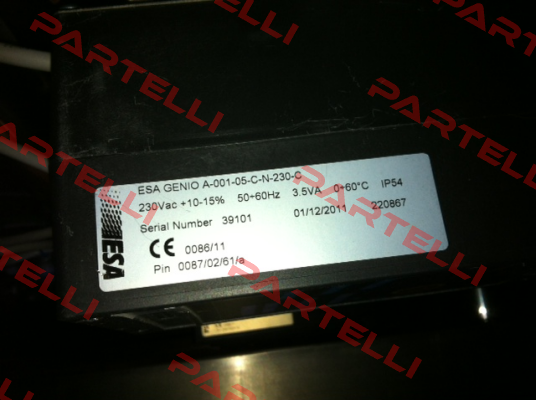 PARTELLI
PARTELLI
PARTELLI
ESA GENIO A-001-05-C-N-230-C
230Vac +10-15% 50÷60Hz 3.5VA 0÷60°C IP54
Serial Number 39101 01/12/2011 220867
CE 0086/11
Pin 0087/02/61/a
ESA
PARTELLI
PARTELLI
PARTELLI